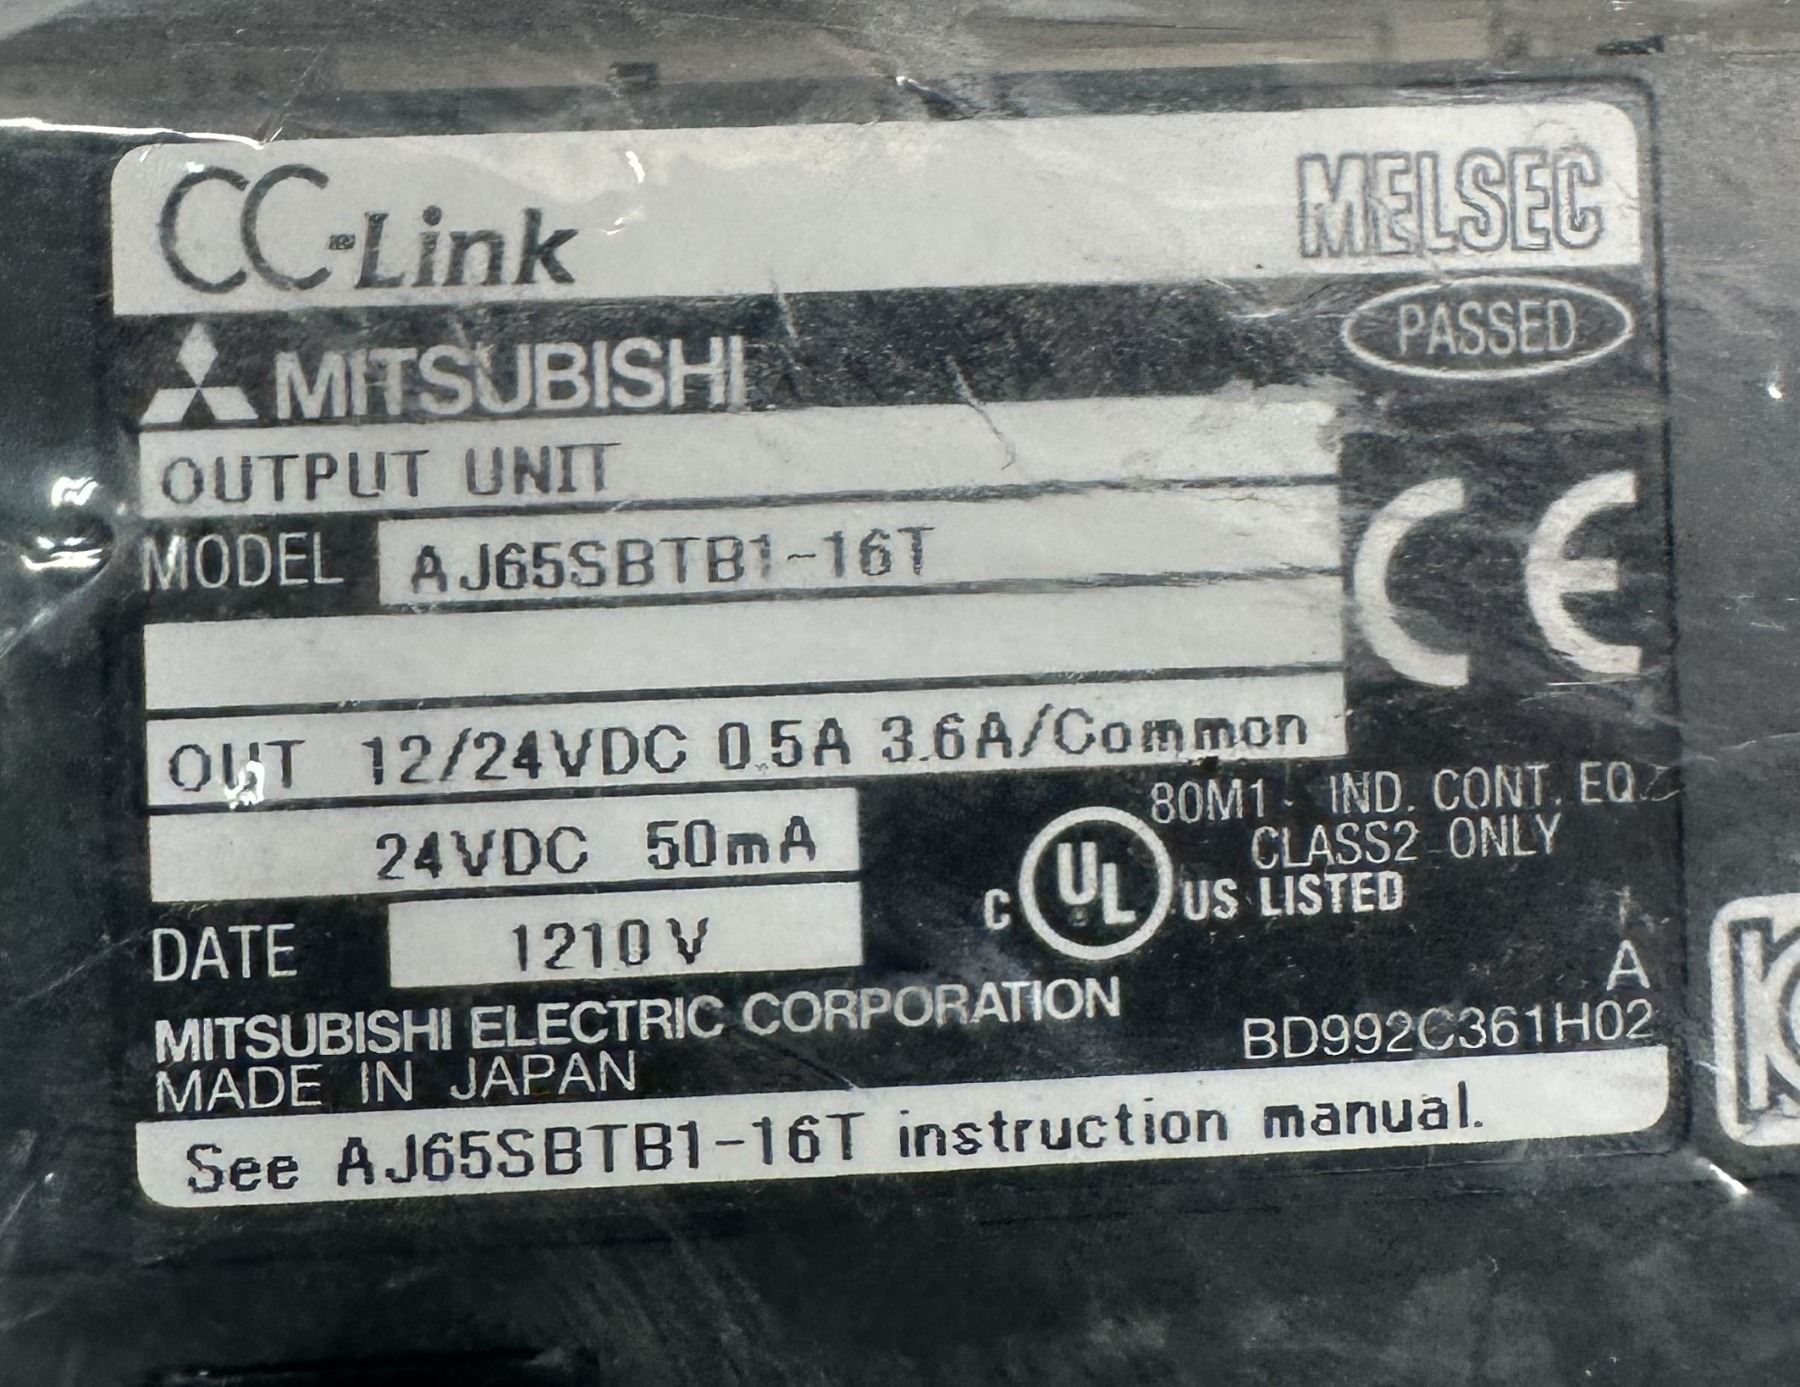 CC-Link MELSEC
MITSUBISHI PASSED
OUTPUT UNIT
MODEL AJ65SBTB1-16T
CE
OUT 12/24VDC 0.5A 3.6A/Common
24VDC 50mA
80M1 IND. CONT. EQ.
CLASS2 ONLY
C UL US LISTED
DATE 1210 V
A
MITSUBISHI ELECTRIC CORPORATION
BD992C361H02
MADE IN JAPAN
See AJ65SBTB1-16T instruction manual.